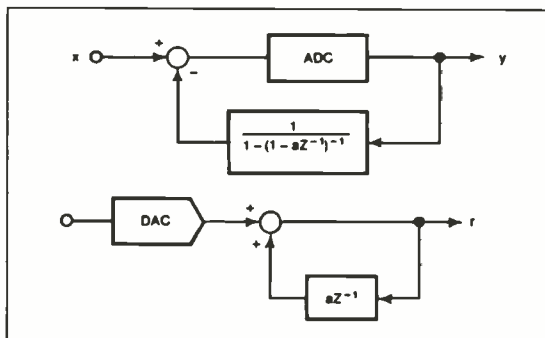 x + ADC y
−
1
1 − (1 − aZ⁻¹)⁻¹
DAC + r
+
aZ⁻¹